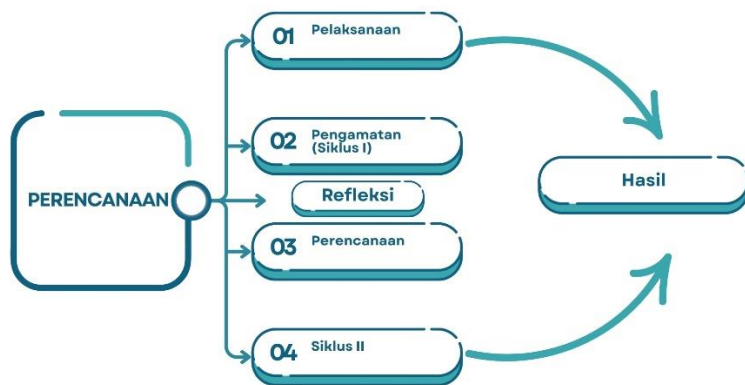 PERENCANAAN
01 Pelaksanaan
02 Pengamatan
(Siklus I)
Refleksi
03 Perencanaan
04 Siklus II
Hasil